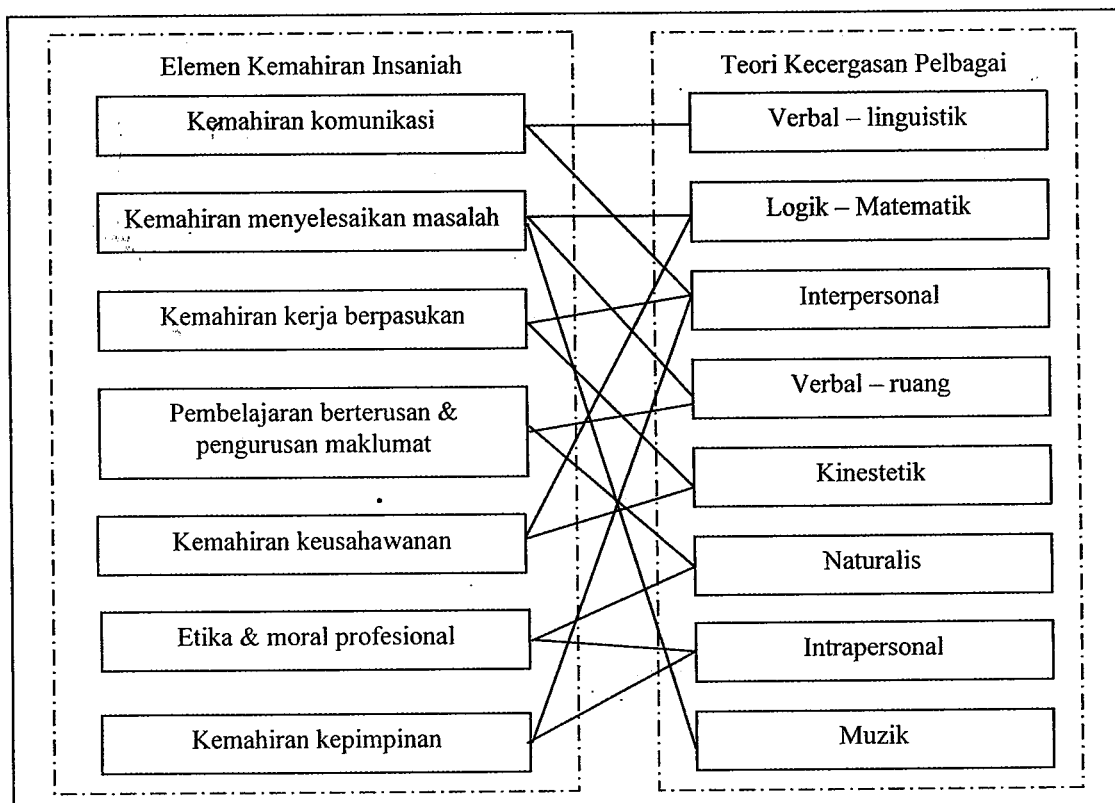 Elemen Kemahiran Insaniah
Kemahiran komunikasi
Kemahiran menyelesaikan masalah
Kemahiran kerja berpasukan
Pembelajaran berterusan &
pengurusan maklumat
Kemahiran keusahawanan
Etika & moral profesional
Kemahiran kepimpinan
Teori Kecergasan Pelbagai
Verbal – linguistik
Logik – Matematik
Interpersonal
Verbal – ruang
Kinestetik
Naturalis
Intrapersonal
Muzik